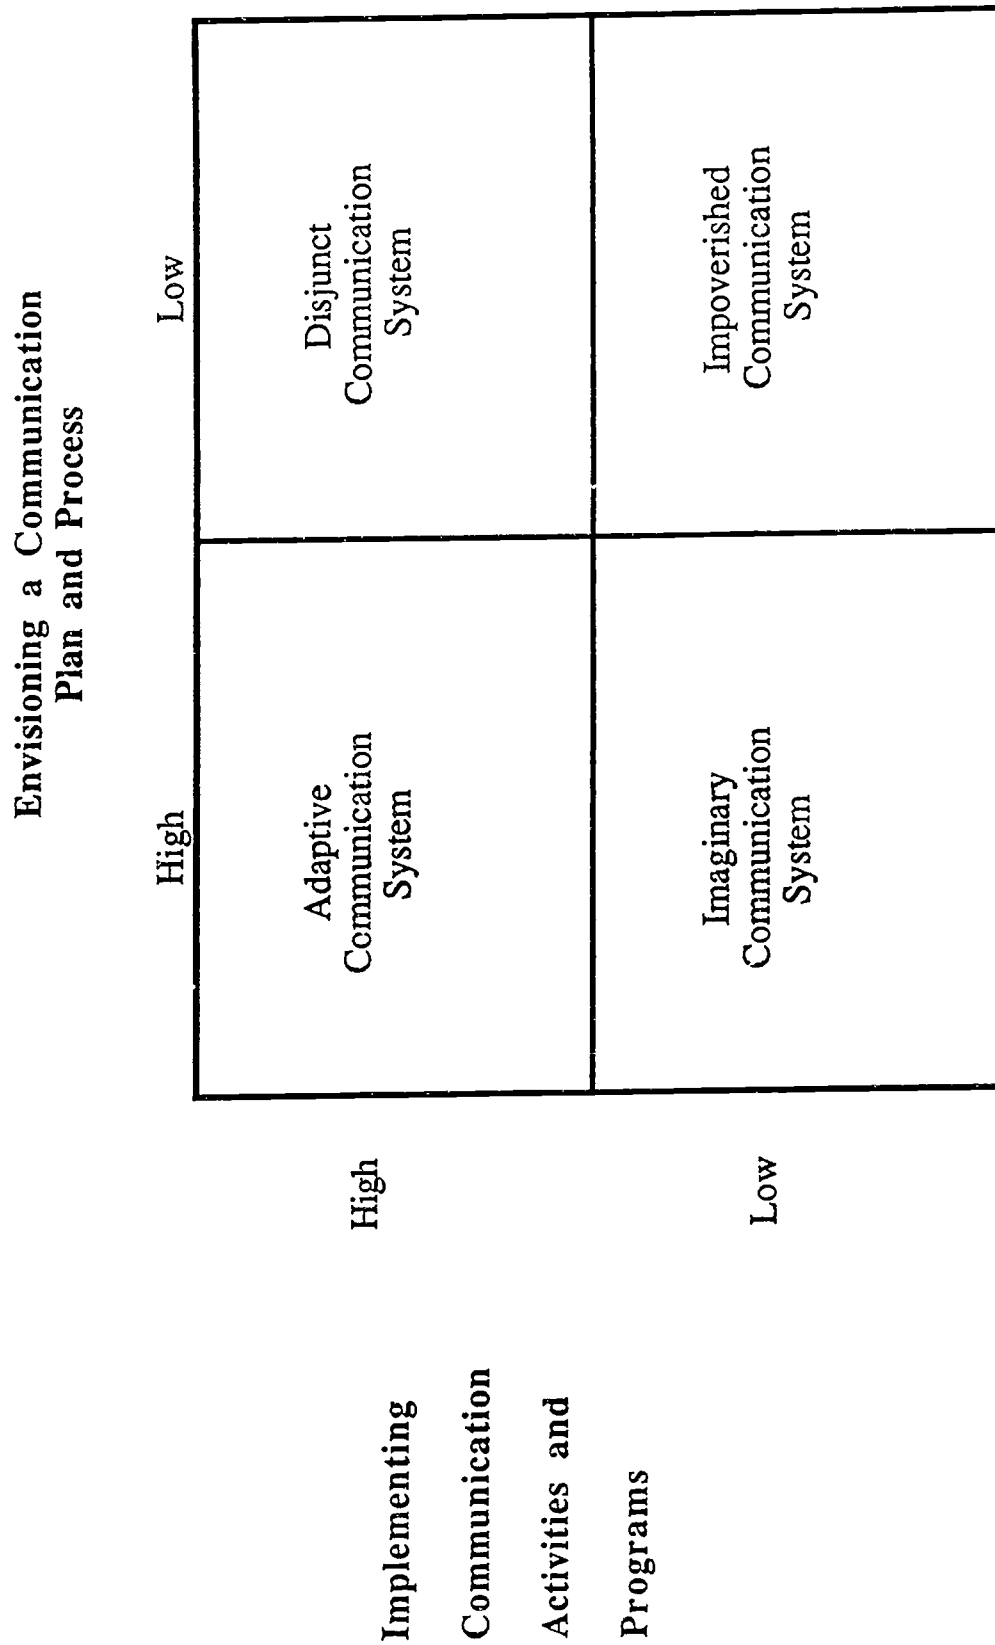 Envisioning a Communication
Plan and Process
High
Low
Implementing
Communication
Activities and
Programs
High
Adaptive
Communication
System
Disjunct
Communication
System
Low
Imaginary
Communication
System
Impoverished
Communication
System